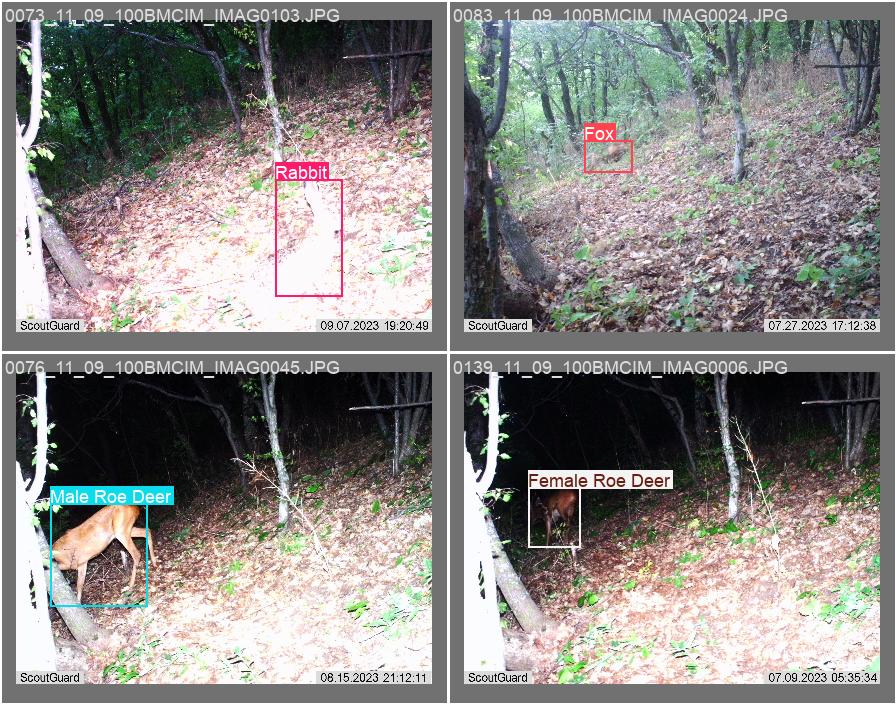 0073_11_09_100BMCIM_IMAG0103.JPG
Rabbit
ScoutGuard
09.07.2023 19:20:49
0083_11_09_100BMCIM_IMAG0024.JPG
Fox
ScoutGuard
07.27.2023 17:12:38
0076_11_09_100BMCIM_IMAG0045.JPG
Male Roe Deer
ScoutGuard
08.15.2023 21:12:11
0139_11_09_100BMCIM_IMAG0006.JPG
Female Roe Deer
ScoutGuard
07.09.2023 05:35:34